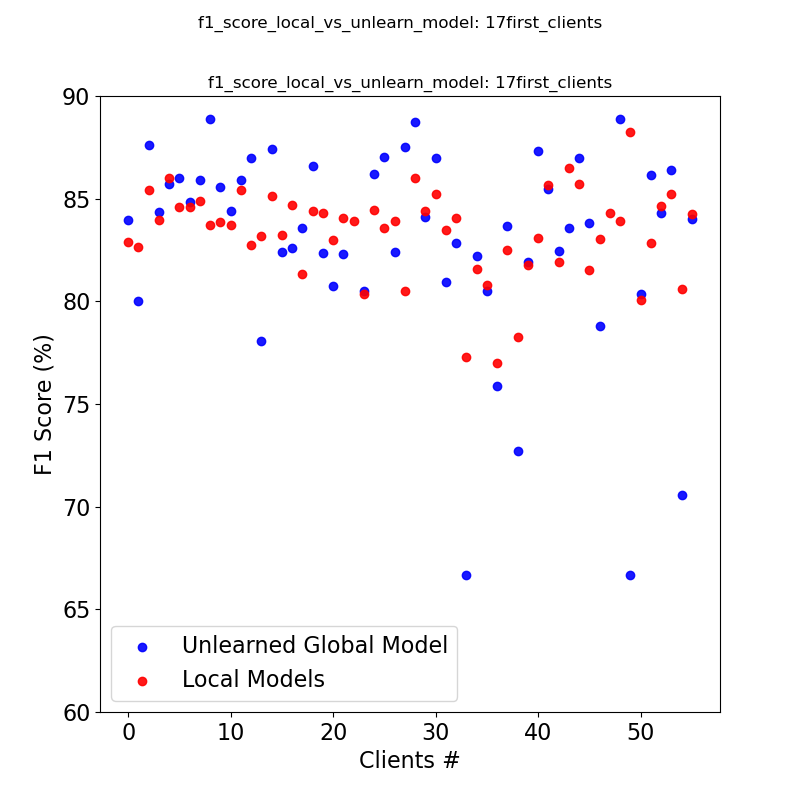 f1_score_local_vs_unlearn_model: 17first_clients
f1_score_local_vs_unlearn_model: 17first_clients
90
85
80
75
70
65
60
F1 Score (%)
Unlearned Global Model
Local Models
0 10 20 30 40 50
Clients #